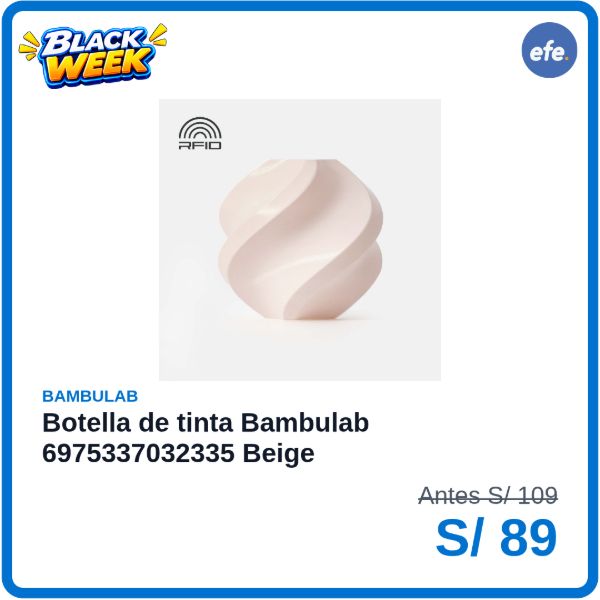 BLACK
WEEK
efe.
RFID
BAMBULAB
Botella de tinta Bambulab
6975337032335 Beige
Antes S/ 109
S/ 89